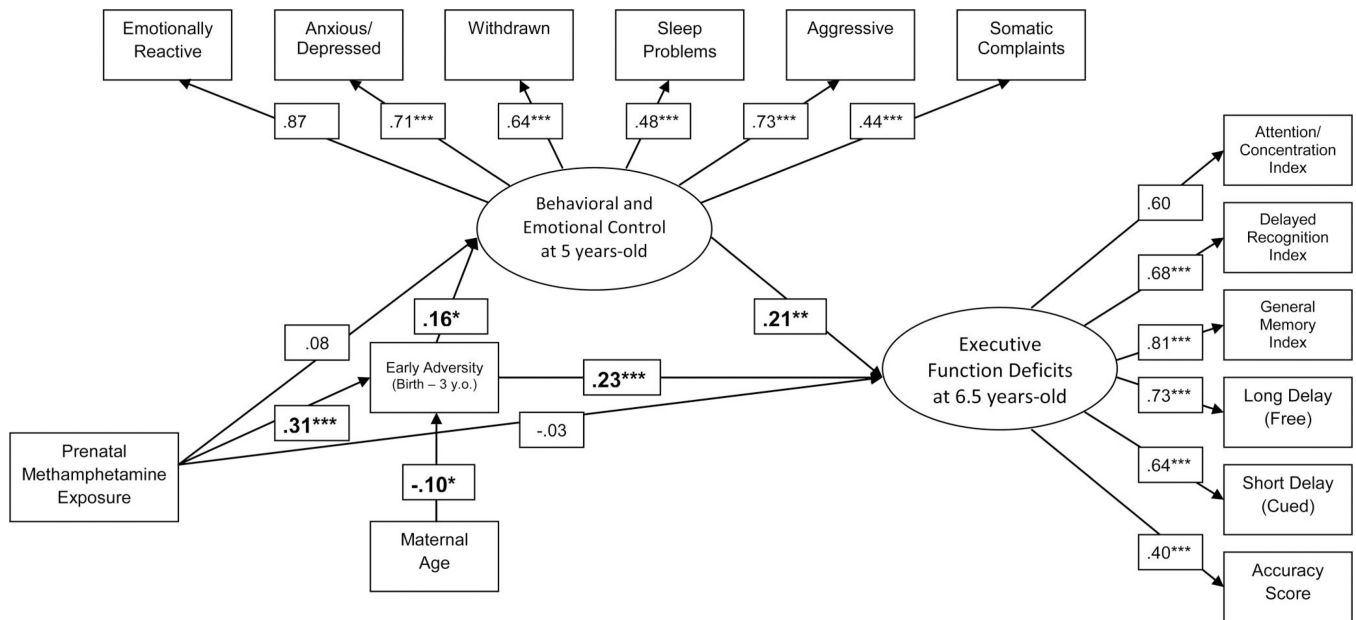 Emotionally
Reactive
Anxious/
Depressed
Withdrawn
Sleep
Problems
Aggressive
Somatic
Complaints
.87
.71***
.64***
.48***
.73***
.44***
Behavioral and
Emotional Control
at 5 years-old
Attention/
Concentration
Index
.60
Delayed
Recognition
Index
.68***
General
Memory
Index
.81***
Long Delay
(Free)
.73***
Short Delay
(Cued)
.64***
Accuracy
Score
.40***
Executive
Function Deficits
at 6.5 years-old
.08
.16*
.21**
Early Adversity
(Birth – 3 y.o.)
.23***
.31***
-.03
Prenatal
Methamphetamine
Exposure
-.10*
Maternal
Age